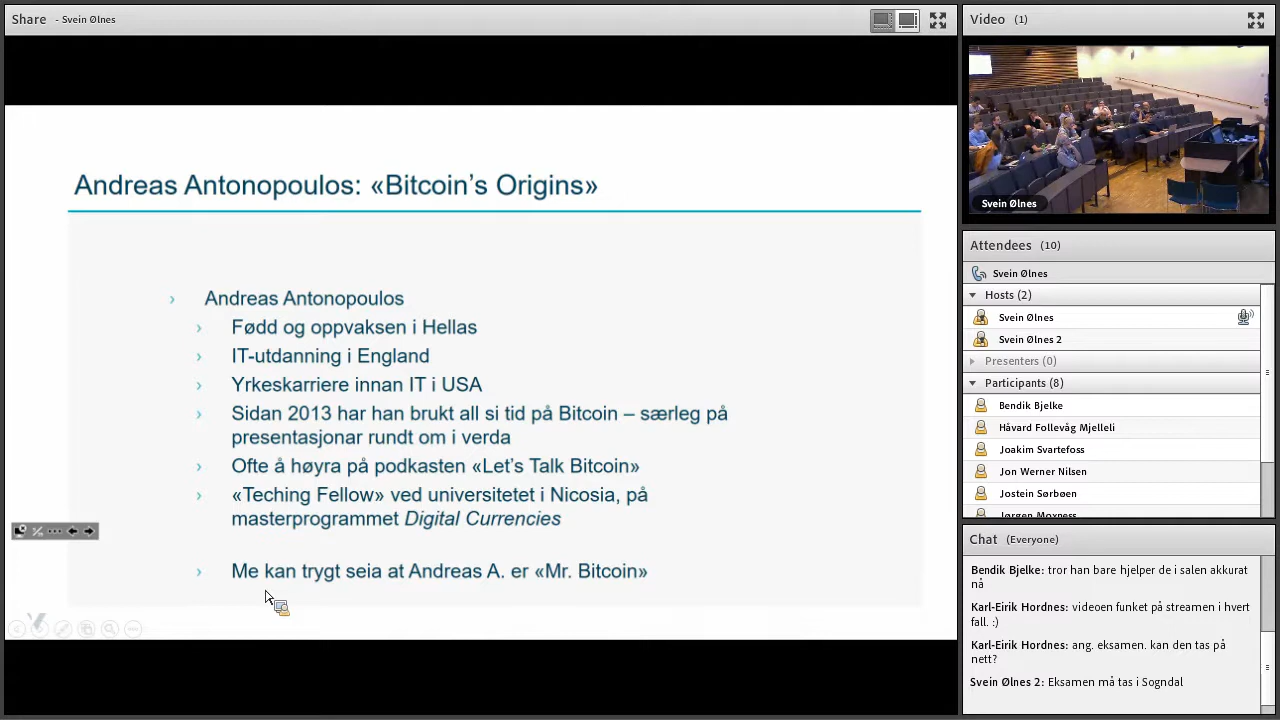 Share - Svein Ølnes
Andreas Antonopoulos: «Bitcoin's Origins»
› Andreas Antonopoulos
› Fødd og oppvaksen i Hellas
› IT-utdanning i England
› Yrkeskarriere innan IT i USA
› Sidan 2013 har han brukt all si tid på Bitcoin – særleg på
presentasjonar rundt om i verda
› Ofte å høyra på podkasten «Let's Talk Bitcoin»
› «Teching Fellow» ved universitetet i Nicosia, på
masterprogrammet Digital Currencies
› Me kan trygt seia at Andreas A. er «Mr. Bitcoin»
Video (1)
Svein Ølnes
Attendees (10)
Svein Ølnes
Hosts (2)
Svein Ølnes
Svein Ølnes 2
Presenters (0)
Participants (8)
Bendik Bjelke
Håvard Follevåg Mjelleli
Joakim Svartefoss
Jon Werner Nilsen
Jostein Sørbøen
Jørgen Moxness
Chat (Everyone)
Bendik Bjelke: tror han bare hjelper de i salen akkurat
nå
Karl-Eirik Hordnes: videoen funket på streamen i hvert
fall. :)
Karl-Eirik Hordnes: ang. eksamen. kan den tas på
nett?
Svein Ølnes 2: Eksamen må tas i Sogndal